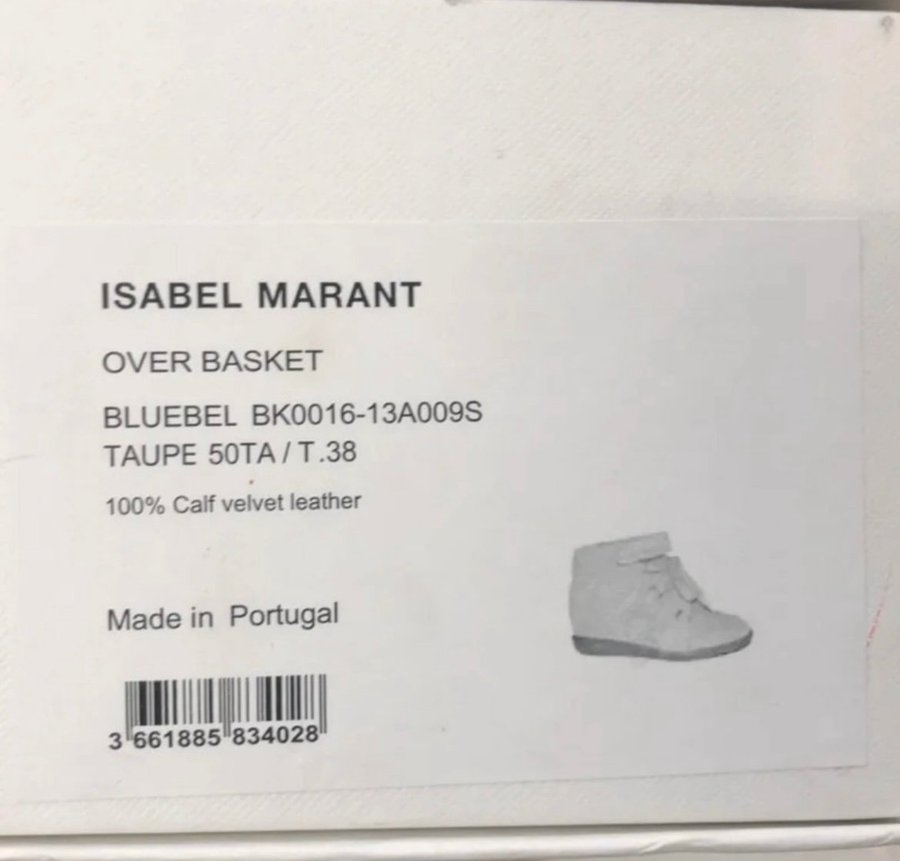 ISABEL MARANT
OVER BASKET
BLUEBEL BK0016-13A009S
TAUPE 50TA / T.38
100% Calf velvet leather
Made in Portugal
3 661885 834028